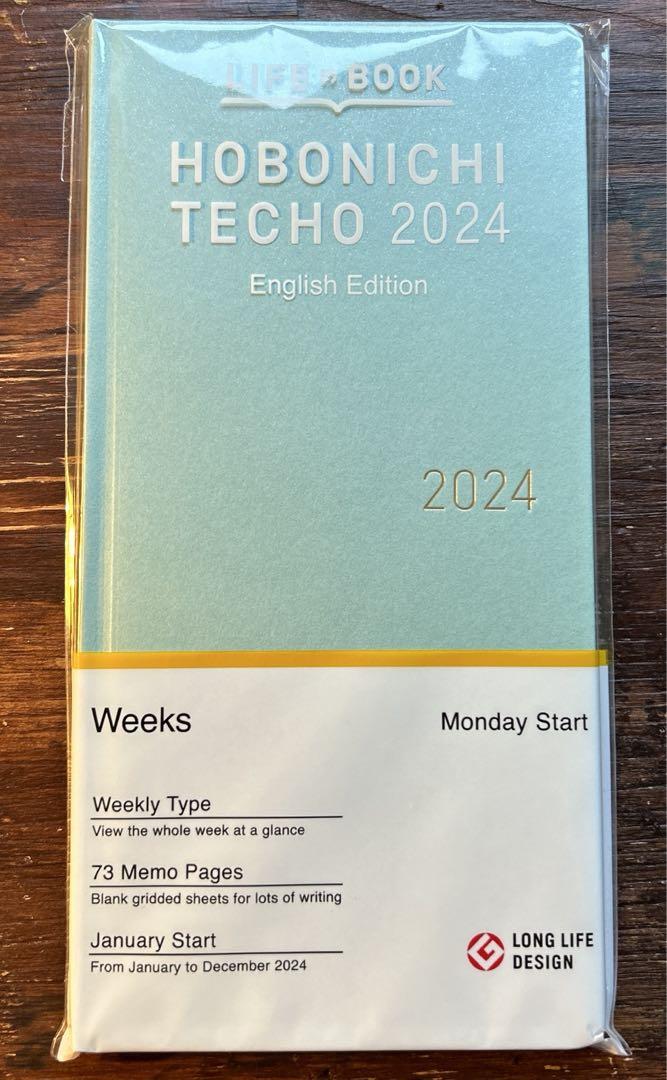 LIFE is BOOK
HOBONICHI
TECHO 2024
English Edition
2024
Weeks
Monday Start
Weekly Type
View the whole week at a glance
73 Memo Pages
Blank gridded sheets for lots of writing
January Start
From January to December 2024
LONG LIFE
DESIGN